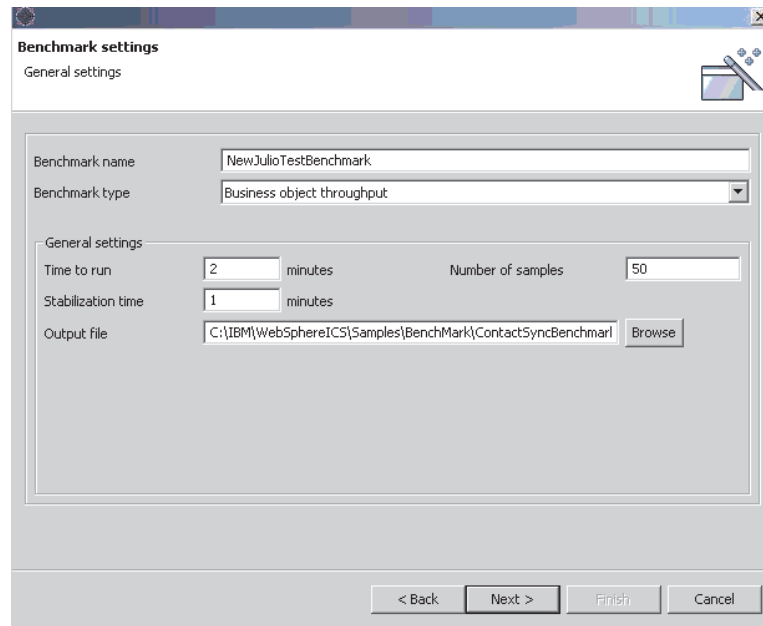 Benchmark settings
General settings
Benchmark name NewJulioTestBenchmark
Benchmark type Business object throughput
General settings
Time to run 2 minutes Number of samples 50
Stabilization time 1 minutes
Output file C:\IBM\WebSphereICS\Samples\BenchMark\ContactSyncBenchmarl Browse
< Back Next > Finish Cancel